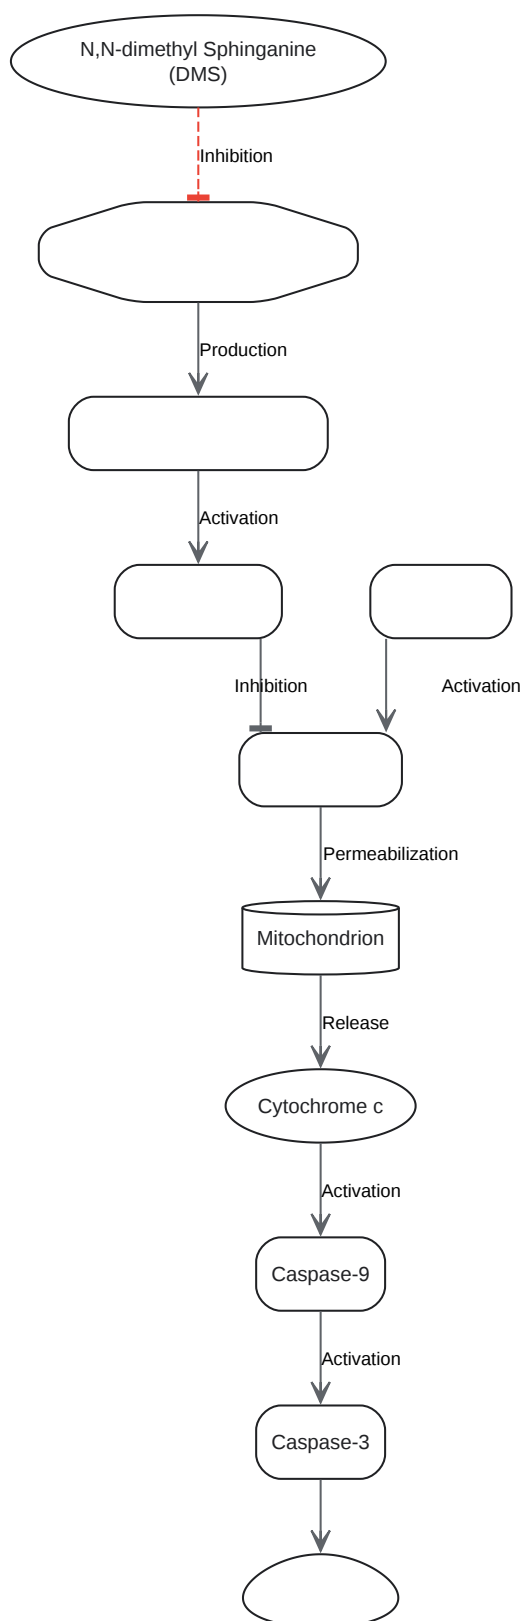 N,N-dimethyl Sphinganine
(DMS)
Inhibition
Production
Activation
Inhibition
Activation
Permeabilization
Mitochondrion
Release
Cytochrome c
Activation
Caspase-9
Activation
Caspase-3